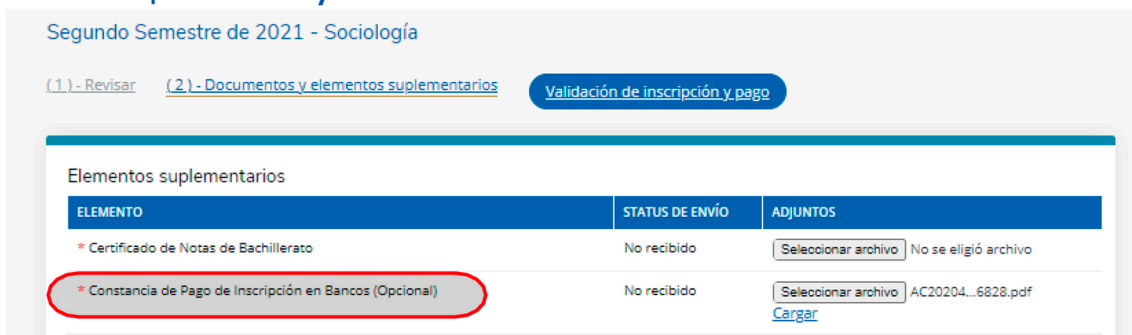 Segundo Semestre de 2021 - Sociología
( 1 ) - Revisar ( 2 ) - Documentos y elementos suplementarios Validación de inscripción y pago
Elementos suplementarios
ELEMENTO STATUS DE ENVÍO ADJUNTOS
* Certificado de Notas de Bachillerato No recibido Seleccionar archivo No se eligió archivo
* Constancia de Pago de Inscripción en Bancos (Opcional) No recibido Seleccionar archivo AC20204...6828.pdf
Cargar